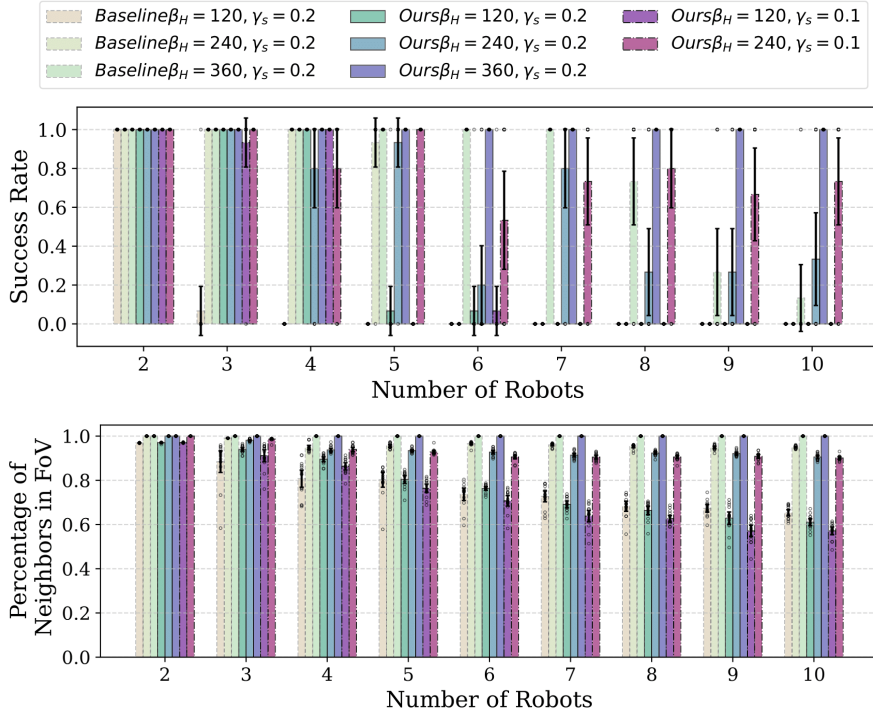 Baselineβ_H = 120, γ_s = 0.2 Oursβ_H = 120, γ_s = 0.2 Oursβ_H = 120, γ_s = 0.1
Baselineβ_H = 240, γ_s = 0.2 Oursβ_H = 240, γ_s = 0.2 Oursβ_H = 240, γ_s = 0.1
Baselineβ_H = 360, γ_s = 0.2 Oursβ_H = 360, γ_s = 0.2
Success Rate
1.0
0.8
0.6
0.4
0.2
0.0
2 3 4 5 6 7 8 9 10
Number of Robots
Percentage of
Neighbors in FoV
1.0
0.8
0.6
0.4
0.2
0.0
2 3 4 5 6 7 8 9 10
Number of Robots